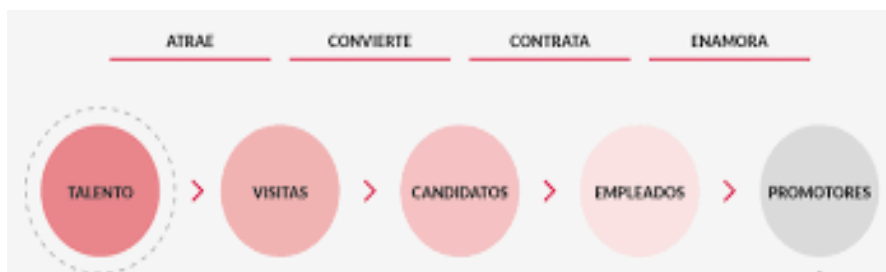 ATRAE CONVIERTE CONTRATA ENAMORA
TALENTO VISITAS CANDIDATOS EMPLEADOS PROMOTORES